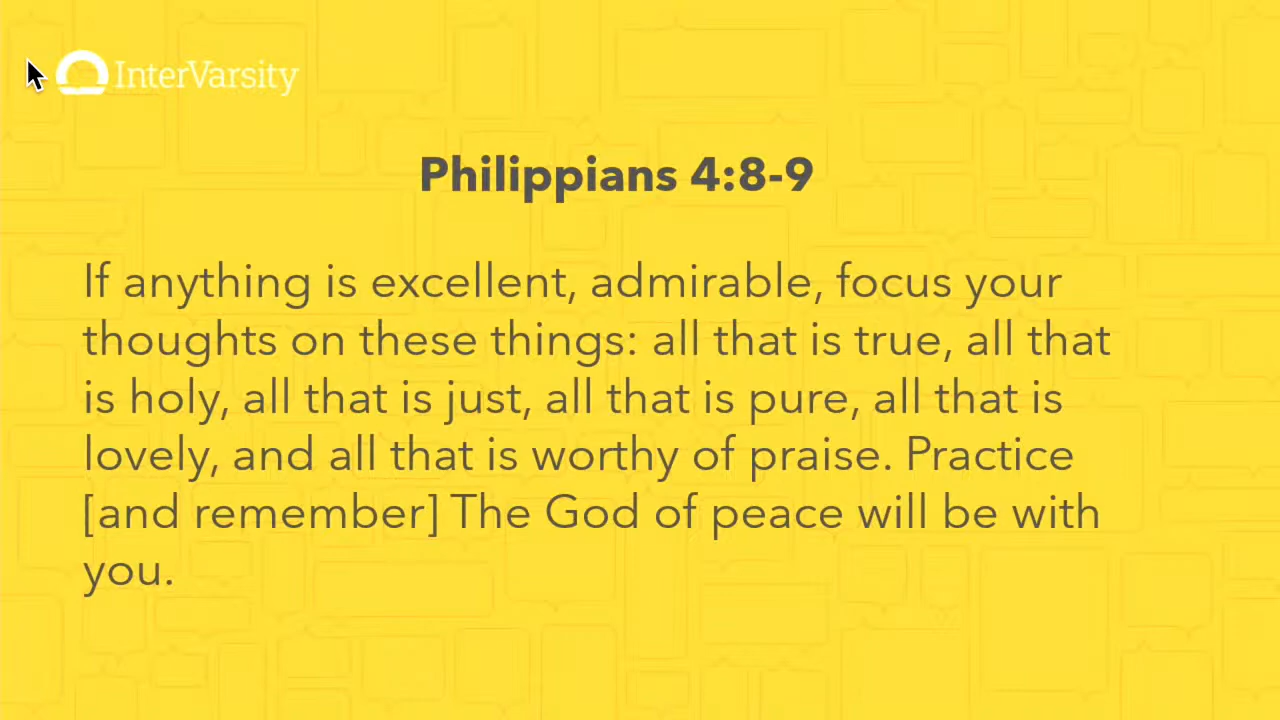 InterVarsity
Philippians 4:8-9
If anything is excellent, admirable, focus your
thoughts on these things: all that is true, all that
is holy, all that is just, all that is pure, all that is
lovely, and all that is worthy of praise. Practice
[and remember] The God of peace will be with
you.